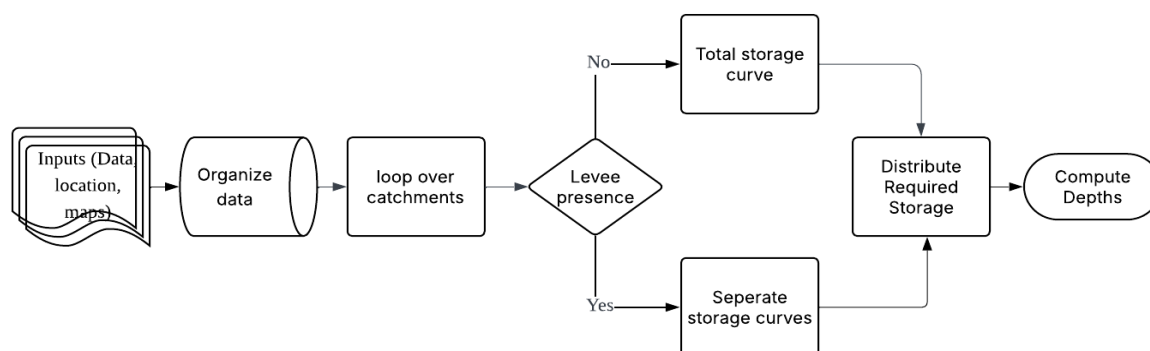 Inputs (Data,
location,
maps)
Organize
data
loop over
catchments
Levee
presence
No
Total storage
curve
Yes
Seperate
storage curves
Distribute
Required
Storage
Compute
Depths